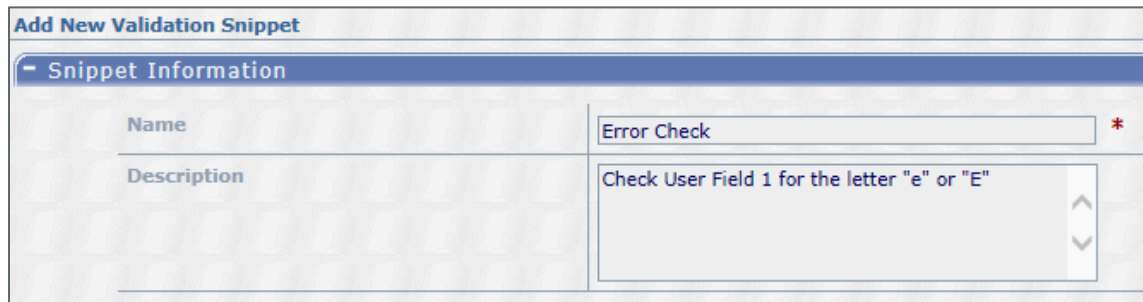 Add New Validation Snippet
- Snippet Information
Name
Error Check *
Description
Check User Field 1 for the letter "e" or "E"